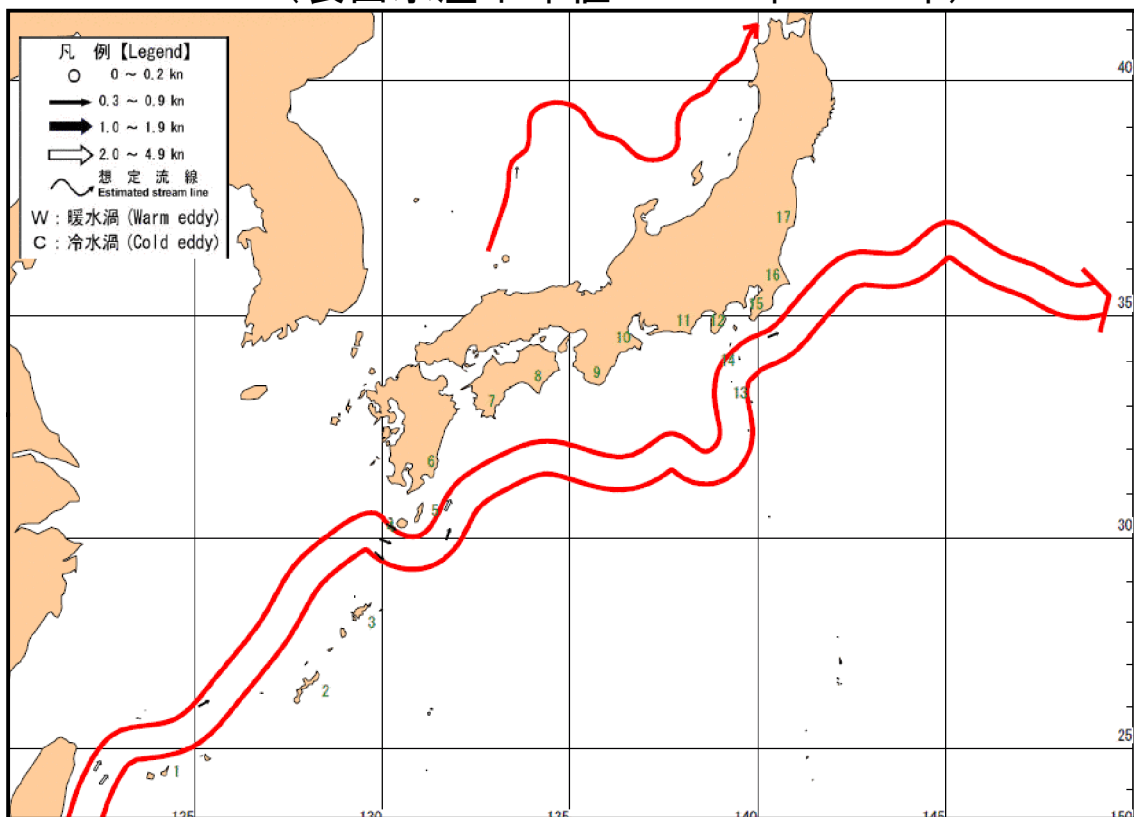 凡 例【Legend】
0 ~ 0.2 kn
0.3 ~ 0.9 kn
1.0 ~ 1.9 kn
2.0 ~ 4.9 kn
想 定 流 線
Estimated stream line
W : 暖水渦 (Warm eddy)
C : 冷水渦 (Cold eddy)
40
17
16
35
15
14
13
12
11
10
9
8
7
6
5
30
3
2
25
1
125
130
135
140
145
150